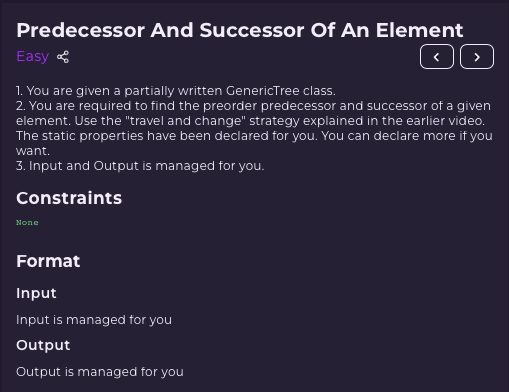 Predecessor And Successor Of An Element
Easy
1. You are given a partially written GenericTree class.
2. You are required to find the preorder predecessor and successor of a given
element. Use the "travel and change" strategy explained in the earlier video.
The static properties have been declared for you. You can declare more if you
want.
3. Input and Output is managed for you.
Constraints
None
Format
Input
Input is managed for you
Output
Output is managed for you